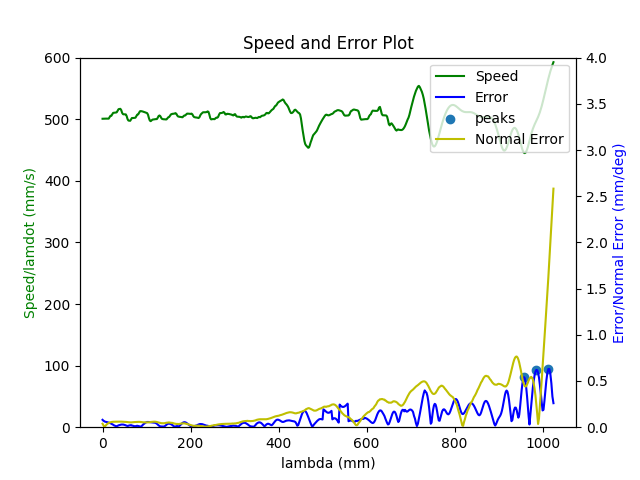 Speed and Error Plot
600
500
400
300
200
100
0
4.0
3.5
3.0
2.5
2.0
1.5
1.0
0.5
0.0
Speed
Error
peaks
Normal Error
Speed/lamdot (mm/s)
Error/Normal Error (mm/deg)
0 200 400 600 800 1000
lambda (mm)